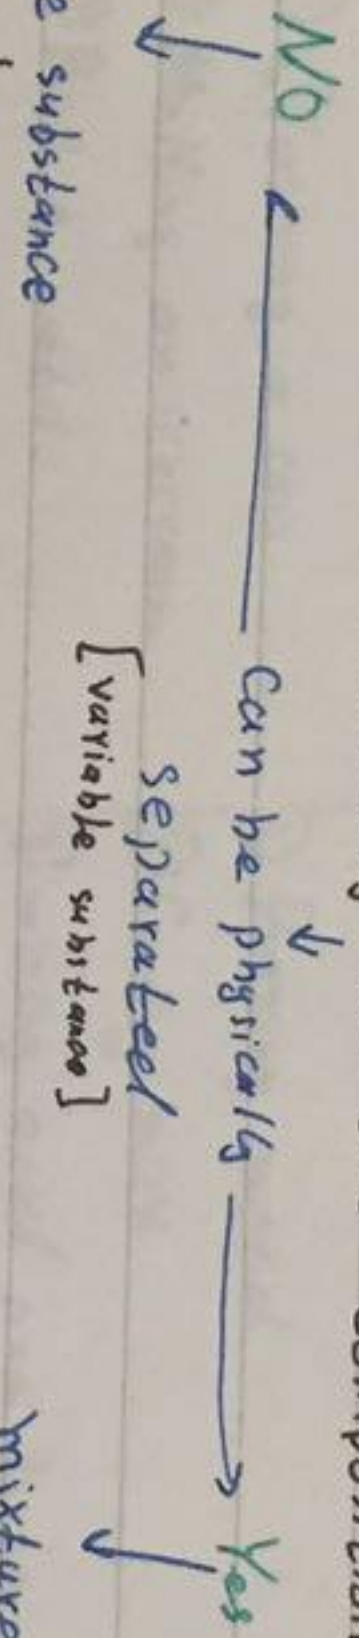 No ← can be physically → Yes
separated
[variable substance]
substance
mixture